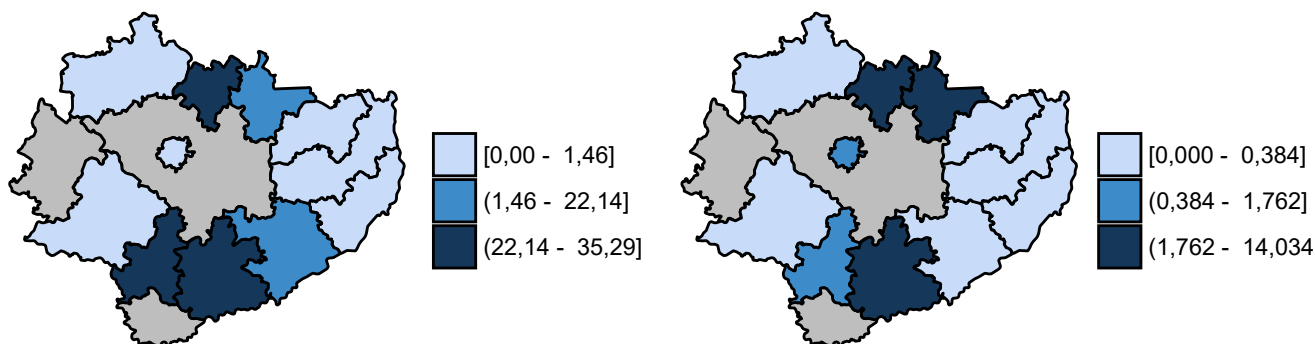 [0,00 - 1,46]
(1,46 - 22,14]
(22,14 - 35,29]
[0,000 - 0,384]
(0,384 - 1,762]
(1,762 - 14,034